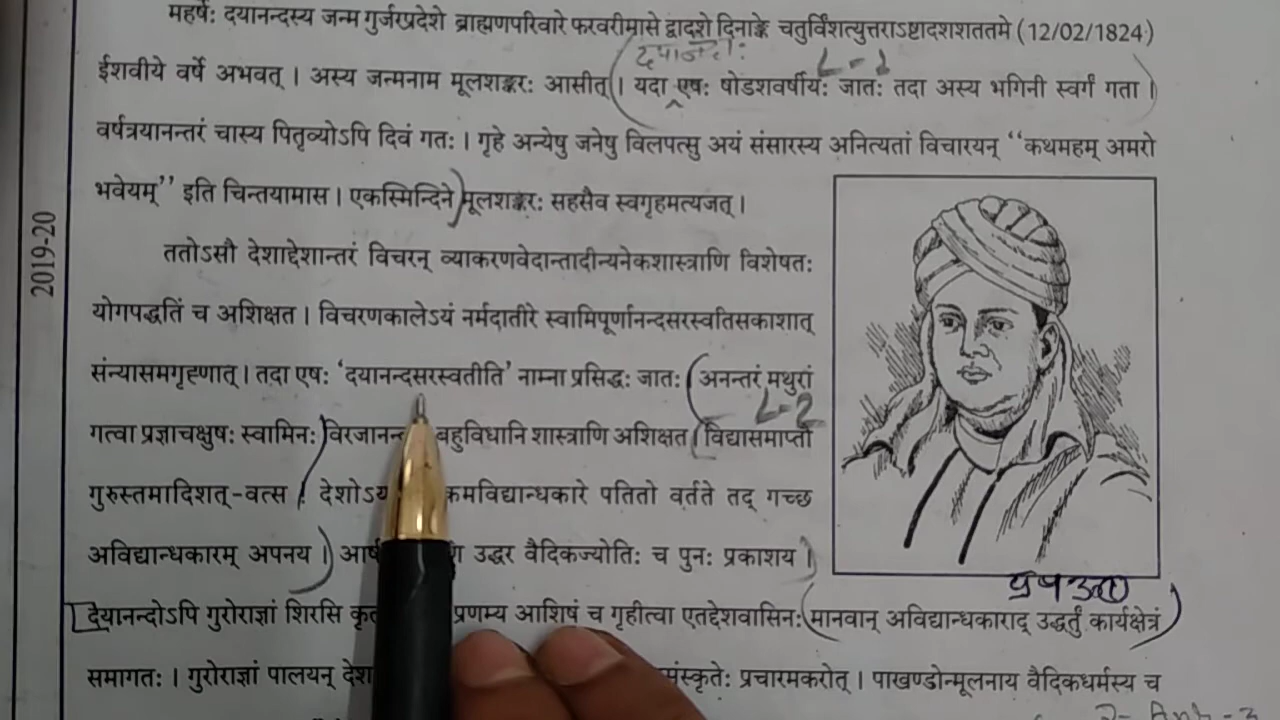 महर्षेः दयानन्दस्य जन्म गुर्जरप्रदेशे ब्राह्मणपरिवारे फरवरीमासे द्वादशे दिनाङ्के चतुर्विंशत्युत्तराऽष्टादशशततमे (12/02/1824)
ईशवीये वर्षे अभवत् । अस्य जन्मनाम मूलशङ्करः आसीत् । यदा एषः षोडशवर्षीयः जातः तदा अस्य भगिनी स्वर्गं गता ।
L-2
वर्षत्रयानन्तरं चास्य पितृव्योऽपि दिवं गतः । गृहे अन्येषु जनेषु विलपत्सु अयं संसारस्य अनित्यतां विचारयन् “कथमहम् अमरो
भवेयम्” इति चिन्तयामास । एकस्मिन्दिने मूलशङ्करः सहसैव स्वगृहमत्यजत् ।
2019-20
ततोऽसौ देशाद्देशान्तरं विचरन् व्याकरणवेदान्तादीन्यनेकशास्त्राणि विशेषतः
योगपद्धतिं च अशिक्षत । विचरणकालेऽयं नर्मदातीरे स्वामिपूर्णानन्दसरस्वतिसकाशात्
संन्यासमगृह्णात् । तदा एषः ‘दयानन्दसरस्वतीति’ नाम्ना प्रसिद्धः जातः अनन्तरं मथुरां
L-2
गत्वा प्रज्ञाचक्षुषः स्वामिनः बहुविधानि शास्त्राणि अशिक्षत विद्यासमाप्तौ
गुरुस्तमादिशत्-वत्स पतितो वर्तते तद् गच्छ
अविद्यान्धकारम् अपनय । उद्धर वैदिकज्योतिः च पुनः प्रकाशय ।
दयानन्दोऽपि गुरोराज्ञां शिरसि प्रणम्य आशिषं च गृहीत्वा एतद्देशवासिनः मानवान् अविद्यान्धकाराद् उद्धर्तुं कार्यक्षेत्रं
समागतः । गुरोराज्ञां पालयन् प्रचारमकरोत् । पाखण्डोन्मूलनाय वैदिकधर्मस्य च